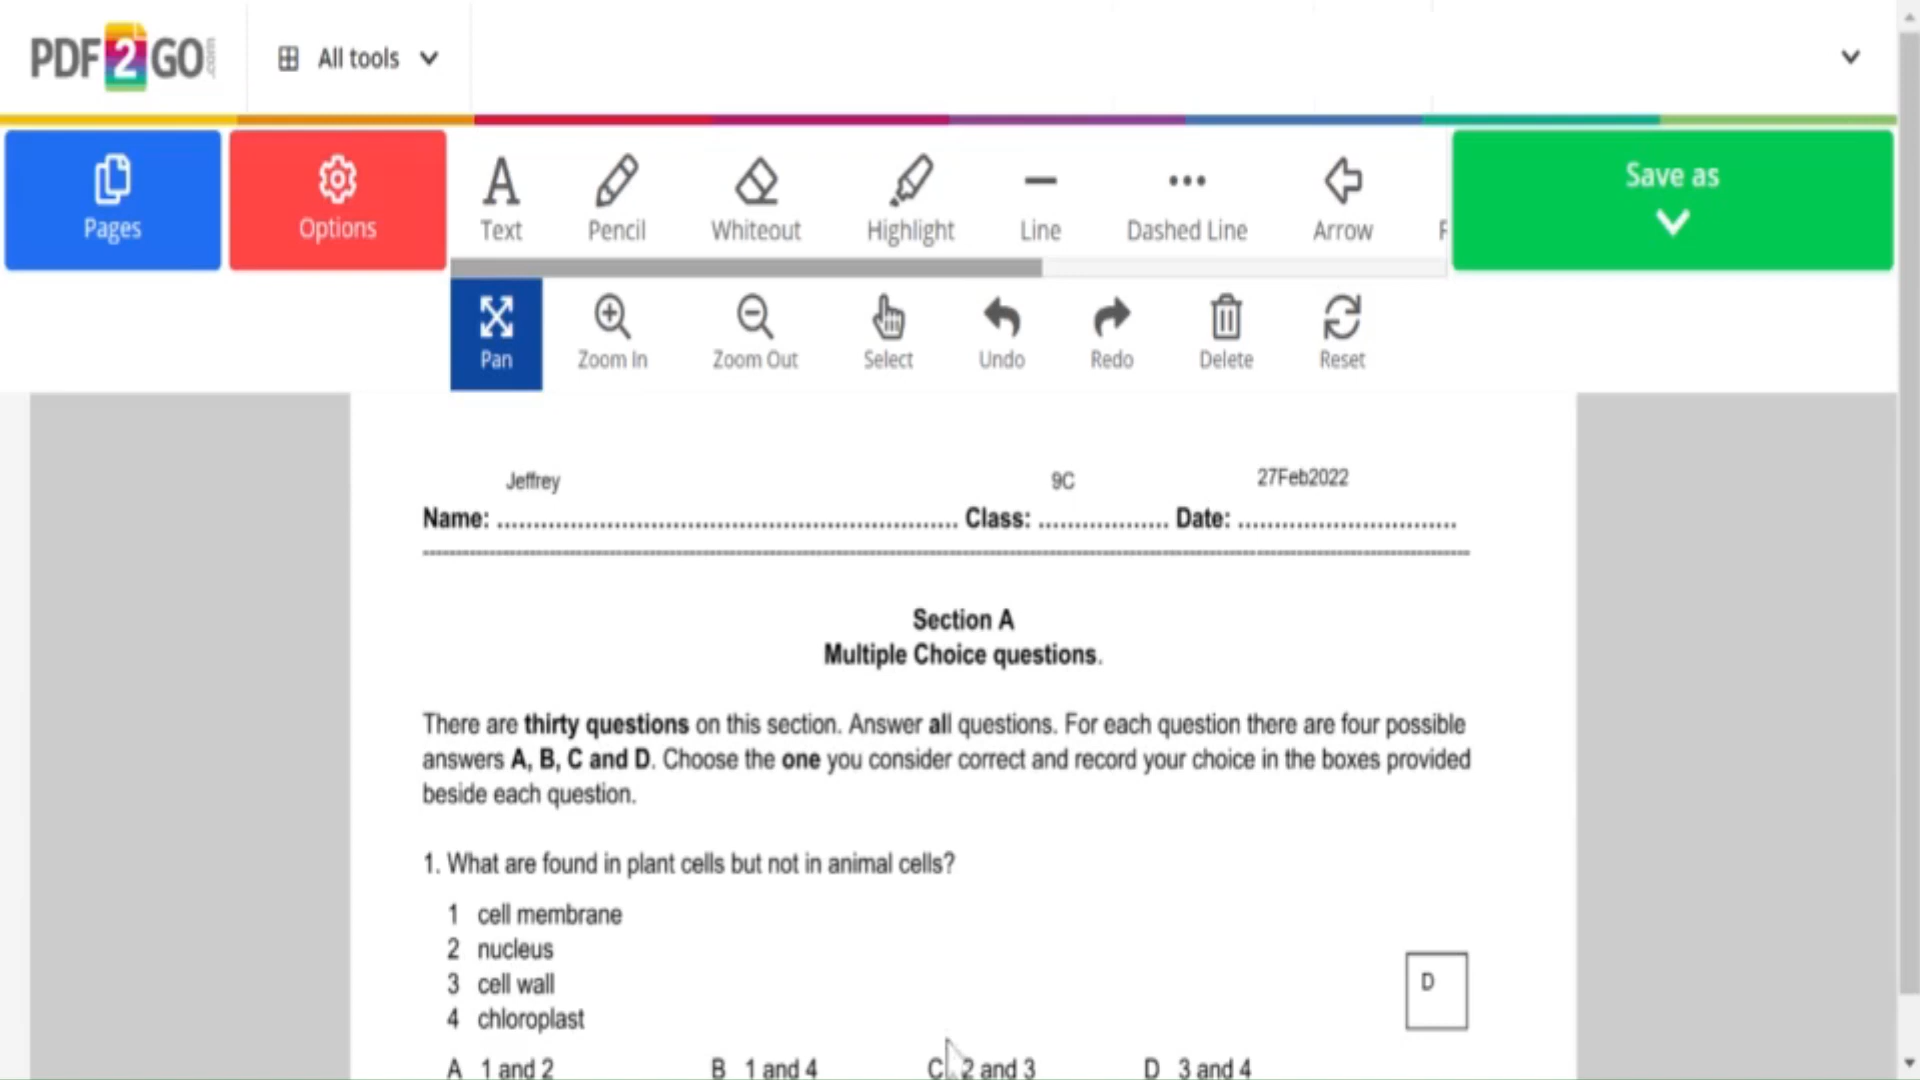 PDF2GO.com
All tools
Pages
Options
Text
Pencil
Whiteout
Highlight
Line
Dashed Line
Arrow
Save as
Pan
Zoom In
Zoom Out
Select
Undo
Redo
Delete
Reset
Jeffrey 9C 27Feb2022
Name: ............................................................... Class: .................. Date: ..............................
Section A
Multiple Choice questions.
There are thirty questions on this section. Answer all questions. For each question there are four possible
answers A, B, C and D. Choose the one you consider correct and record your choice in the boxes provided
beside each question.
1. What are found in plant cells but not in animal cells?
1 cell membrane
2 nucleus
3 cell wall
D
4 chloroplast
A 1 and 2 B 1 and 4 C 2 and 3 D 3 and 4